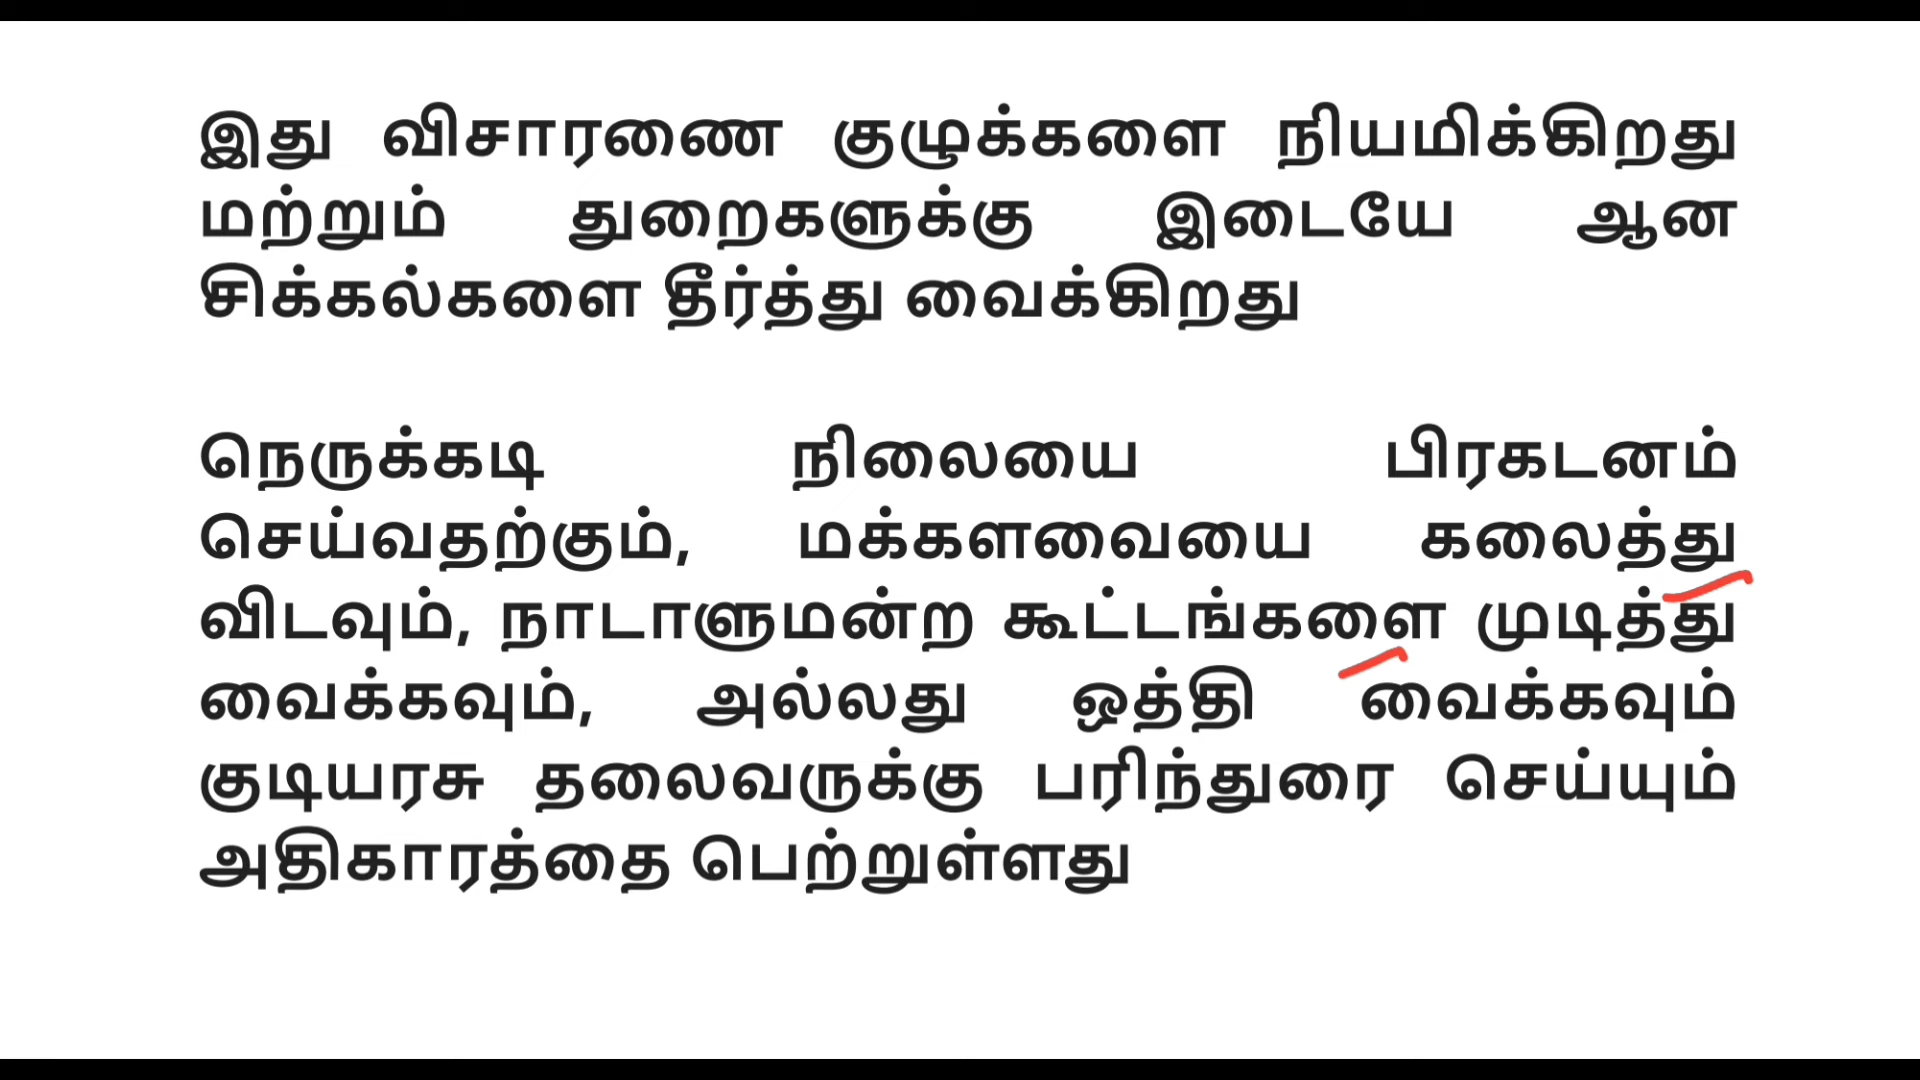 இது விசாரணை குழுக்களை நியமிக்கிறது
மற்றும் துறைகளுக்கு இடையே ஆன
சிக்கல்களை தீர்த்து வைக்கிறது
நெருக்கடி நிலையை பிரகடனம்
செய்வதற்கும், மக்களவையை கலைத்து
விடவும், நாடாளுமன்ற கூட்டங்களை முடித்து
வைக்கவும், அல்லது ஒத்தி வைக்கவும்
குடியரசு தலைவருக்கு பரிந்துரை செய்யும்
அதிகாரத்தை பெற்றுள்ளது